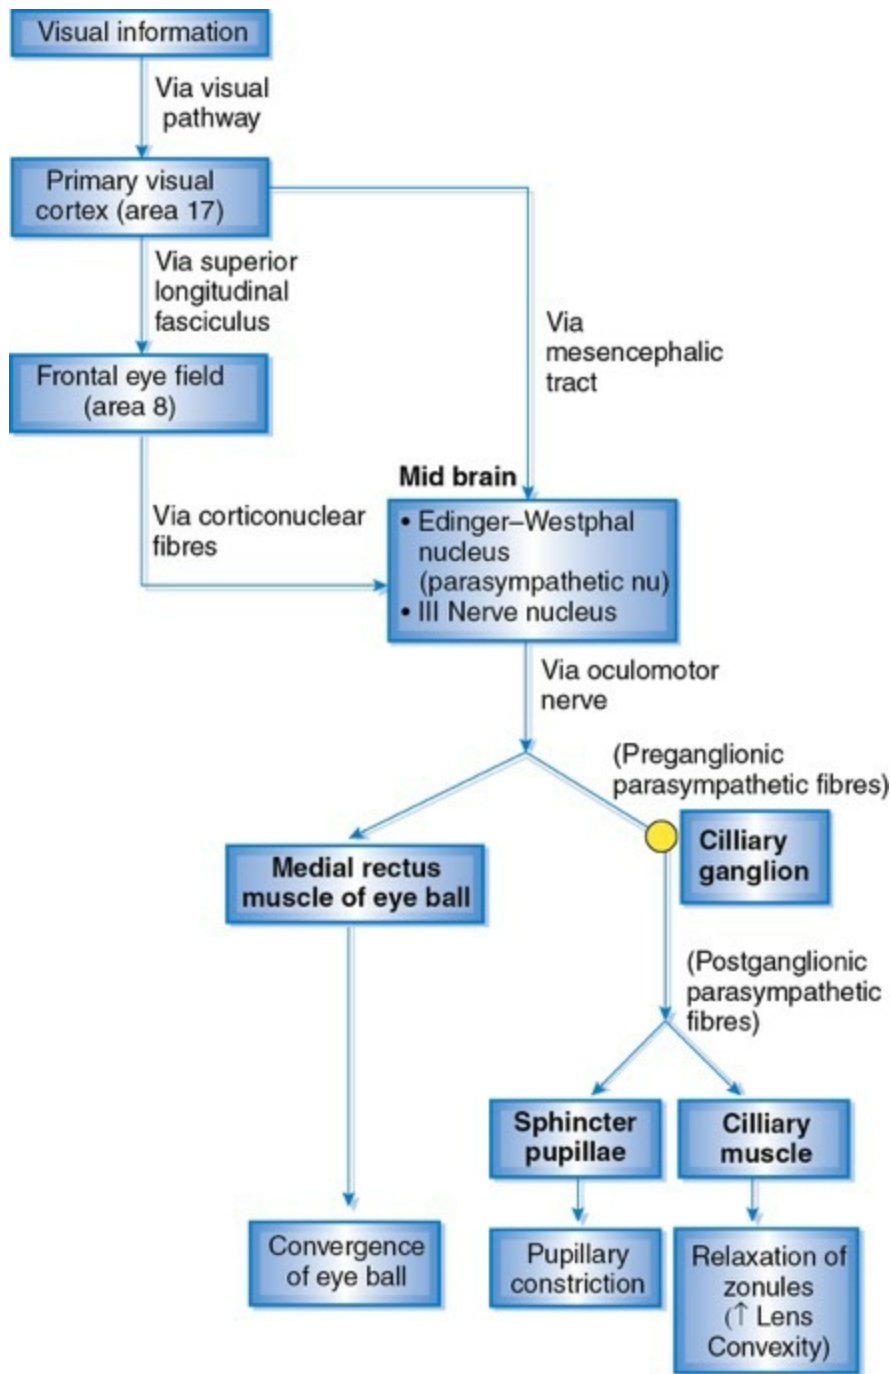 Visual information
Via visual
pathway
Primary visual
cortex (area 17)
Via superior
longitudinal
fasciculus
Via
mesencephalic
tract
Frontal eye field
(area 8)
Via corticonuclear
fibres
Mid brain
• Edinger–Westphal
nucleus
(parasympathetic nu)
• III Nerve nucleus
Via oculomotor
nerve
(Preganglionic
parasympathetic fibres)
Cilliary
ganglion
Medial rectus
muscle of eye ball
(Postganglionic
parasympathetic
fibres)
Sphincter
pupillae
Cilliary
muscle
Convergence
of eye ball
Pupillary
constriction
Relaxation of
zonules
(↑ Lens
Convexity)